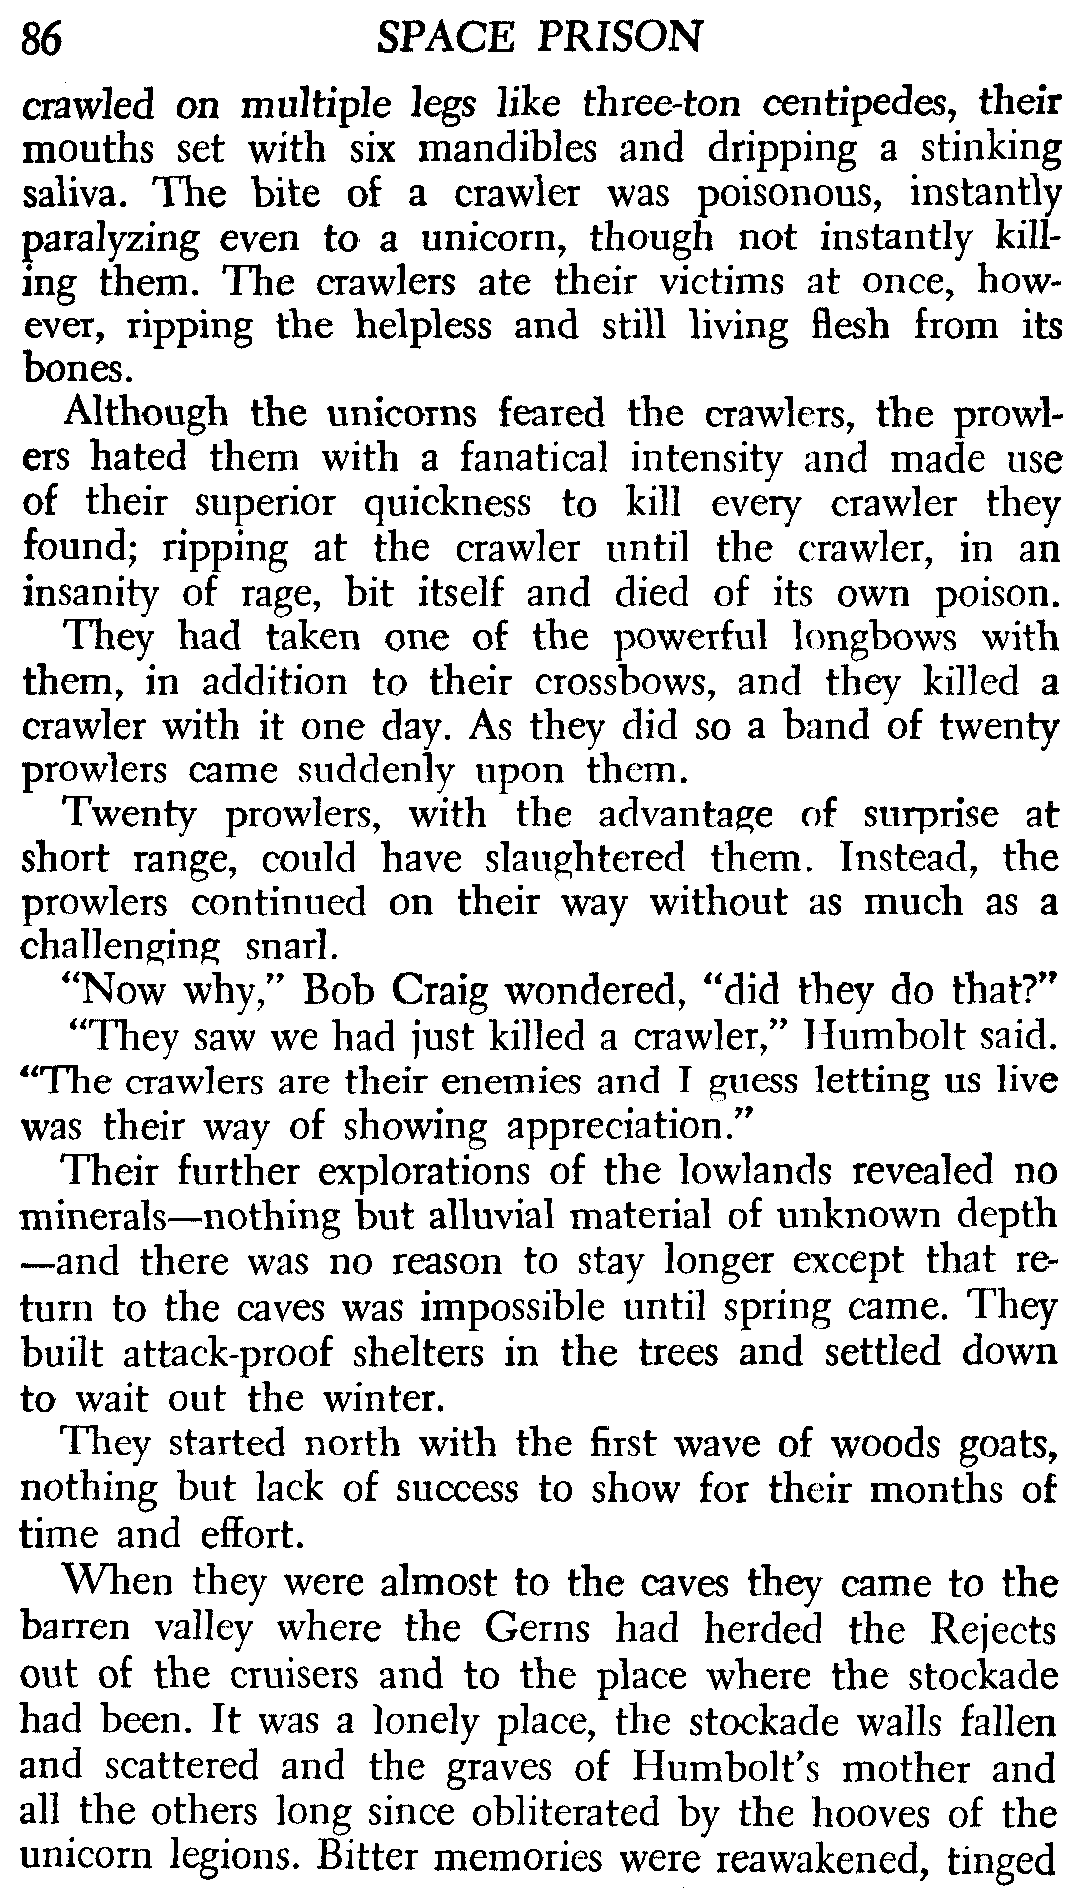 86 SPACE PRISON
crawled on multiple legs like three-ton centipedes, their
mouths set with six mandibles and dripping a stinking
saliva. The bite of a crawler was poisonous, instantly
paralyzing even to a unicorn, though not instantly kill-
ing them. The crawlers ate their victims at once, how-
ever, ripping the helpless and still living flesh from its
bones.
Although the unicorns feared the crawlers, the prowl-
ers hated them with a fanatical intensity and made use
of their superior quickness to kill every crawler they
found; ripping at the crawler until the crawler, in an
insanity of rage, bit itself and died of its own poison.
They had taken one of the powerful longbows with
them, in addition to their crossbows, and they killed a
crawler with it one day. As they did so a band of twenty
prowlers came suddenly upon them.
Twenty prowlers, with the advantage of surprise at
short range, could have slaughtered them. Instead, the
prowlers continued on their way without as much as a
challenging snarl.
“Now why,” Bob Craig wondered, “did they do that?”
“They saw we had just killed a crawler,” Humbolt said.
“The crawlers are their enemies and I guess letting us live
was their way of showing appreciation.”
Their further explorations of the lowlands revealed no
minerals—nothing but alluvial material of unknown depth
—and there was no reason to stay longer except that re-
turn to the caves was impossible until spring came. They
built attack-proof shelters in the trees and settled down
to wait out the winter.
They started north with the first wave of woods goats,
nothing but lack of success to show for their months of
time and effort.
When they were almost to the caves they came to the
barren valley where the Gerns had herded the Rejects
out of the cruisers and to the place where the stockade
had been. It was a lonely place, the stockade walls fallen
and scattered and the graves of Humbolt's mother and
all the others long since obliterated by the hooves of the
unicorn legions. Bitter memories were reawakened, tinged